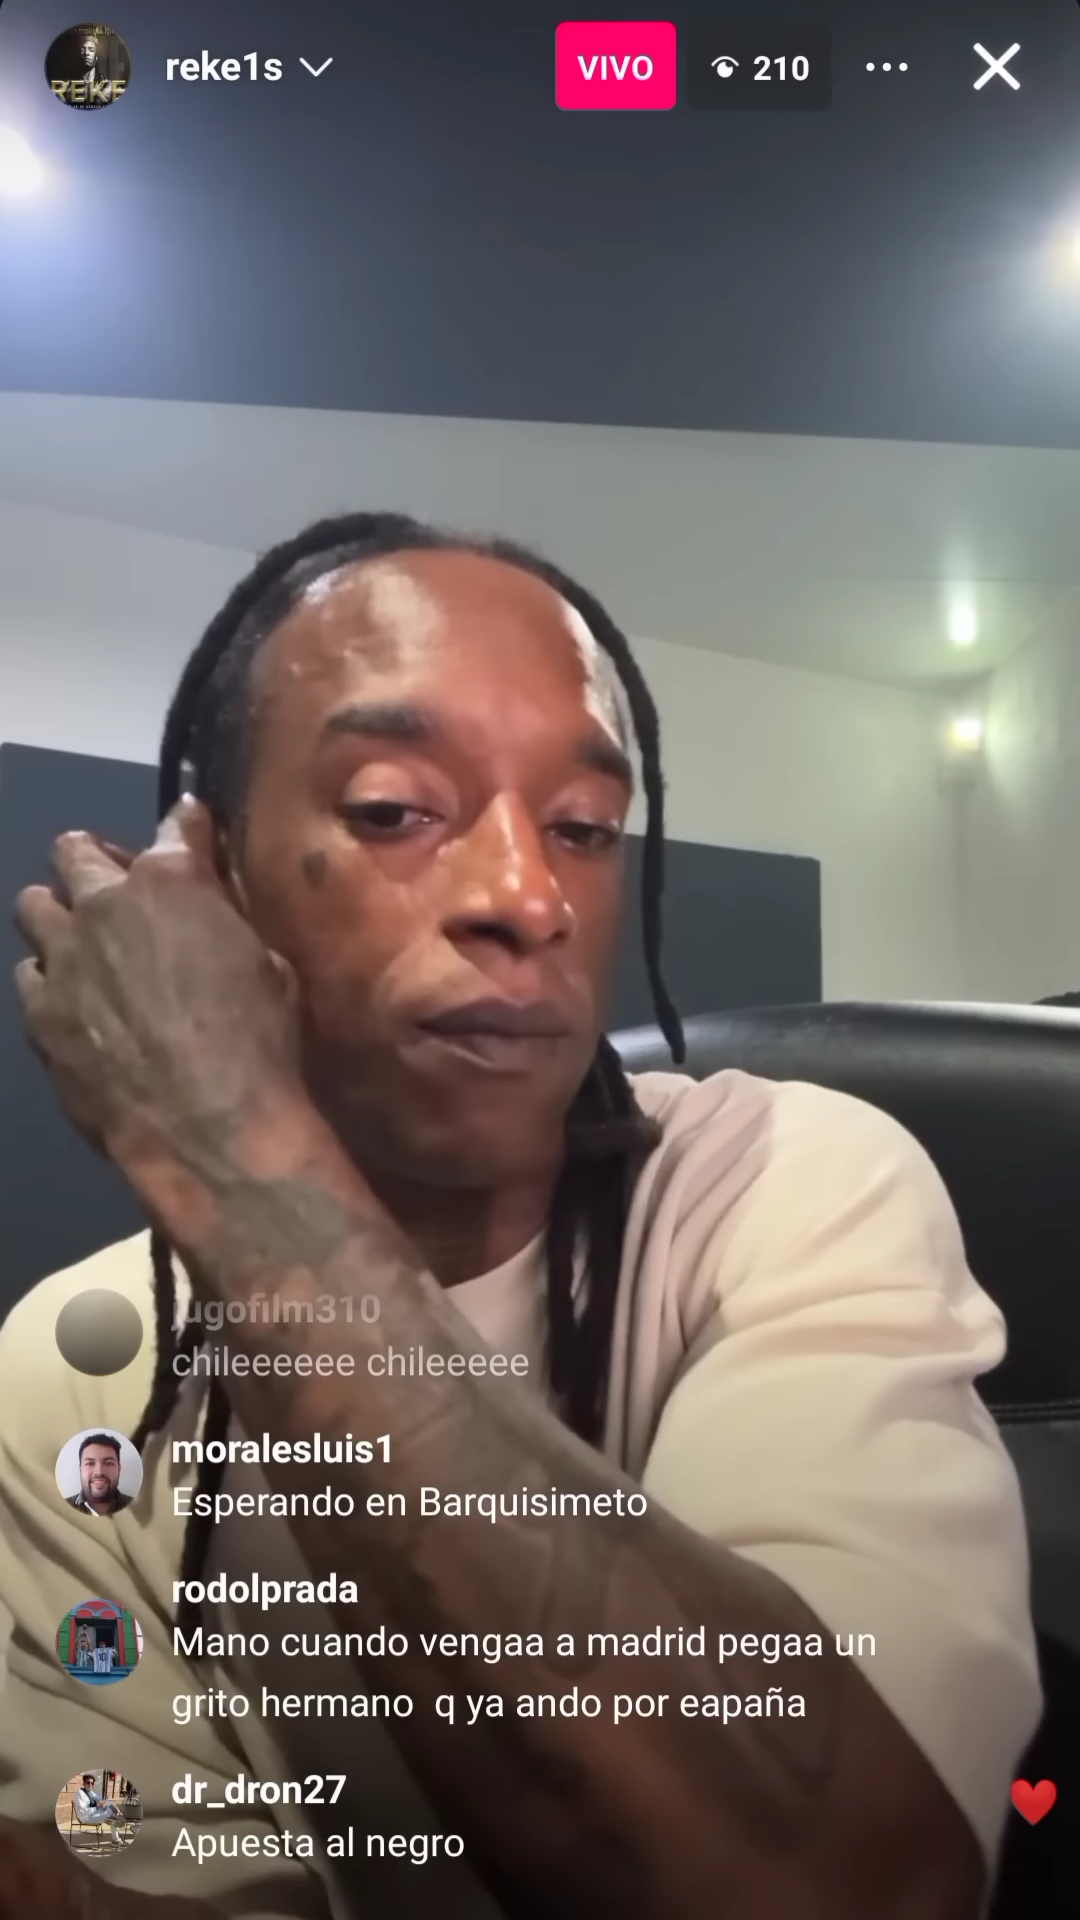 REKE
reke1s
VIVO
210
jugofilm310
chileeeeee chileeeee
moralesluis1
Esperando en Barquisimeto
rodolprada
Mano cuando vengaa a madrid pegaa un
grito hermano  q ya ando por eapaña
dr_dron27
Apuesta al negro